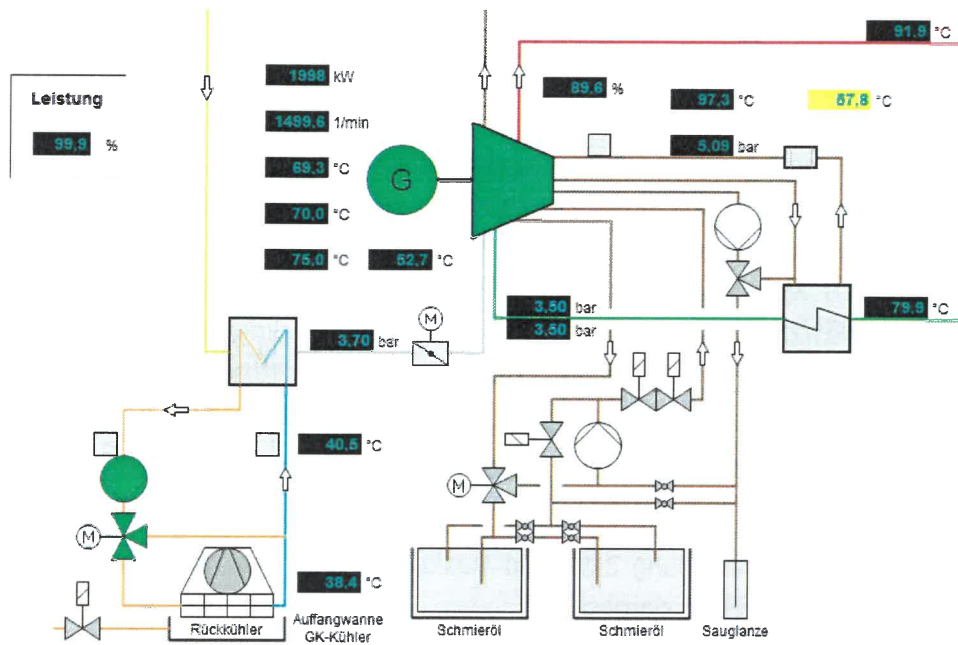 91,9 °C
1998 kW
89,6 %
97,3 °C
57,8 °C
Leistung
1499,6 1/min
99,9 %
5,09 bar
69,3 °C
G
70,0 °C
75,0 °C 52,7 °C
3,50 bar
79,9 °C
3,50 bar
M
3,70 bar
40,5 °C
M
M
38,4 °C
Rückkühler
Auffangwanne
GK-Kühler
Schmieröl
Schmieröl
Sauglanze